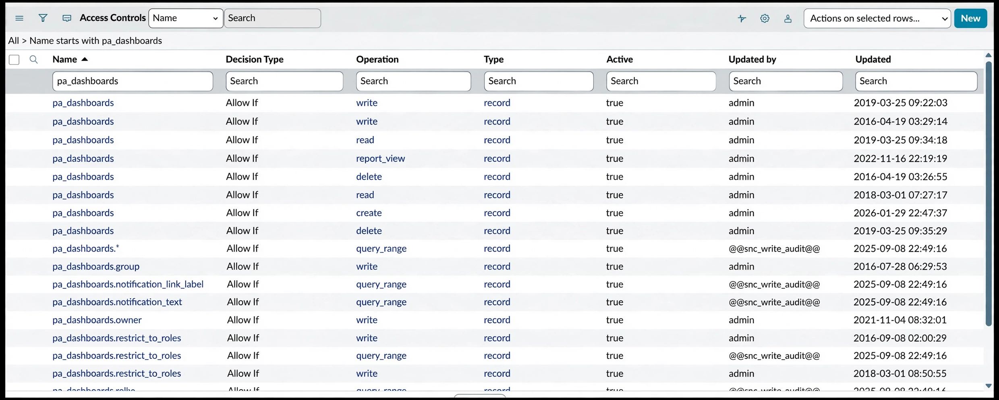 Access Controls Name Search Actions on selected rows... New
All > Name starts with pa_dashboards
Name Decision Type Operation Type Active Updated by Updated
pa_dashboards Search Search Search Search Search Search
pa_dashboards Allow If write record true admin 2019-03-25 09:22:03
pa_dashboards Allow If write record true admin 2016-04-19 03:29:14
pa_dashboards Allow If read record true admin 2019-03-25 09:34:18
pa_dashboards Allow If report_view record true admin 2022-11-16 22:19:19
pa_dashboards Allow If delete record true admin 2016-04-19 03:26:55
pa_dashboards Allow If read record true admin 2018-03-01 07:27:17
pa_dashboards Allow If create record true admin 2026-01-29 22:47:37
pa_dashboards Allow If delete record true admin 2019-03-25 09:35:29
pa_dashboards.* Allow If query_range record true @@snc_write_audit@@ 2025-09-08 22:49:16
pa_dashboards.group Allow If write record true admin 2016-07-28 06:29:53
pa_dashboards.notification_link_label Allow If query_range record true @@snc_write_audit@@ 2025-09-08 22:49:16
pa_dashboards.notification_text Allow If query_range record true @@snc_write_audit@@ 2025-09-08 22:49:16
pa_dashboards.owner Allow If write record true admin 2021-11-04 08:32:01
pa_dashboards.restrict_to_roles Allow If write record true admin 2016-09-08 02:00:29
pa_dashboards.restrict_to_roles Allow If query_range record true @@snc_write_audit@@ 2025-09-08 22:49:16
pa_dashboards.restrict_to_roles Allow If write record true admin 2018-03-01 08:50:55
Allow If query_range record true @@snc_write_audit@@